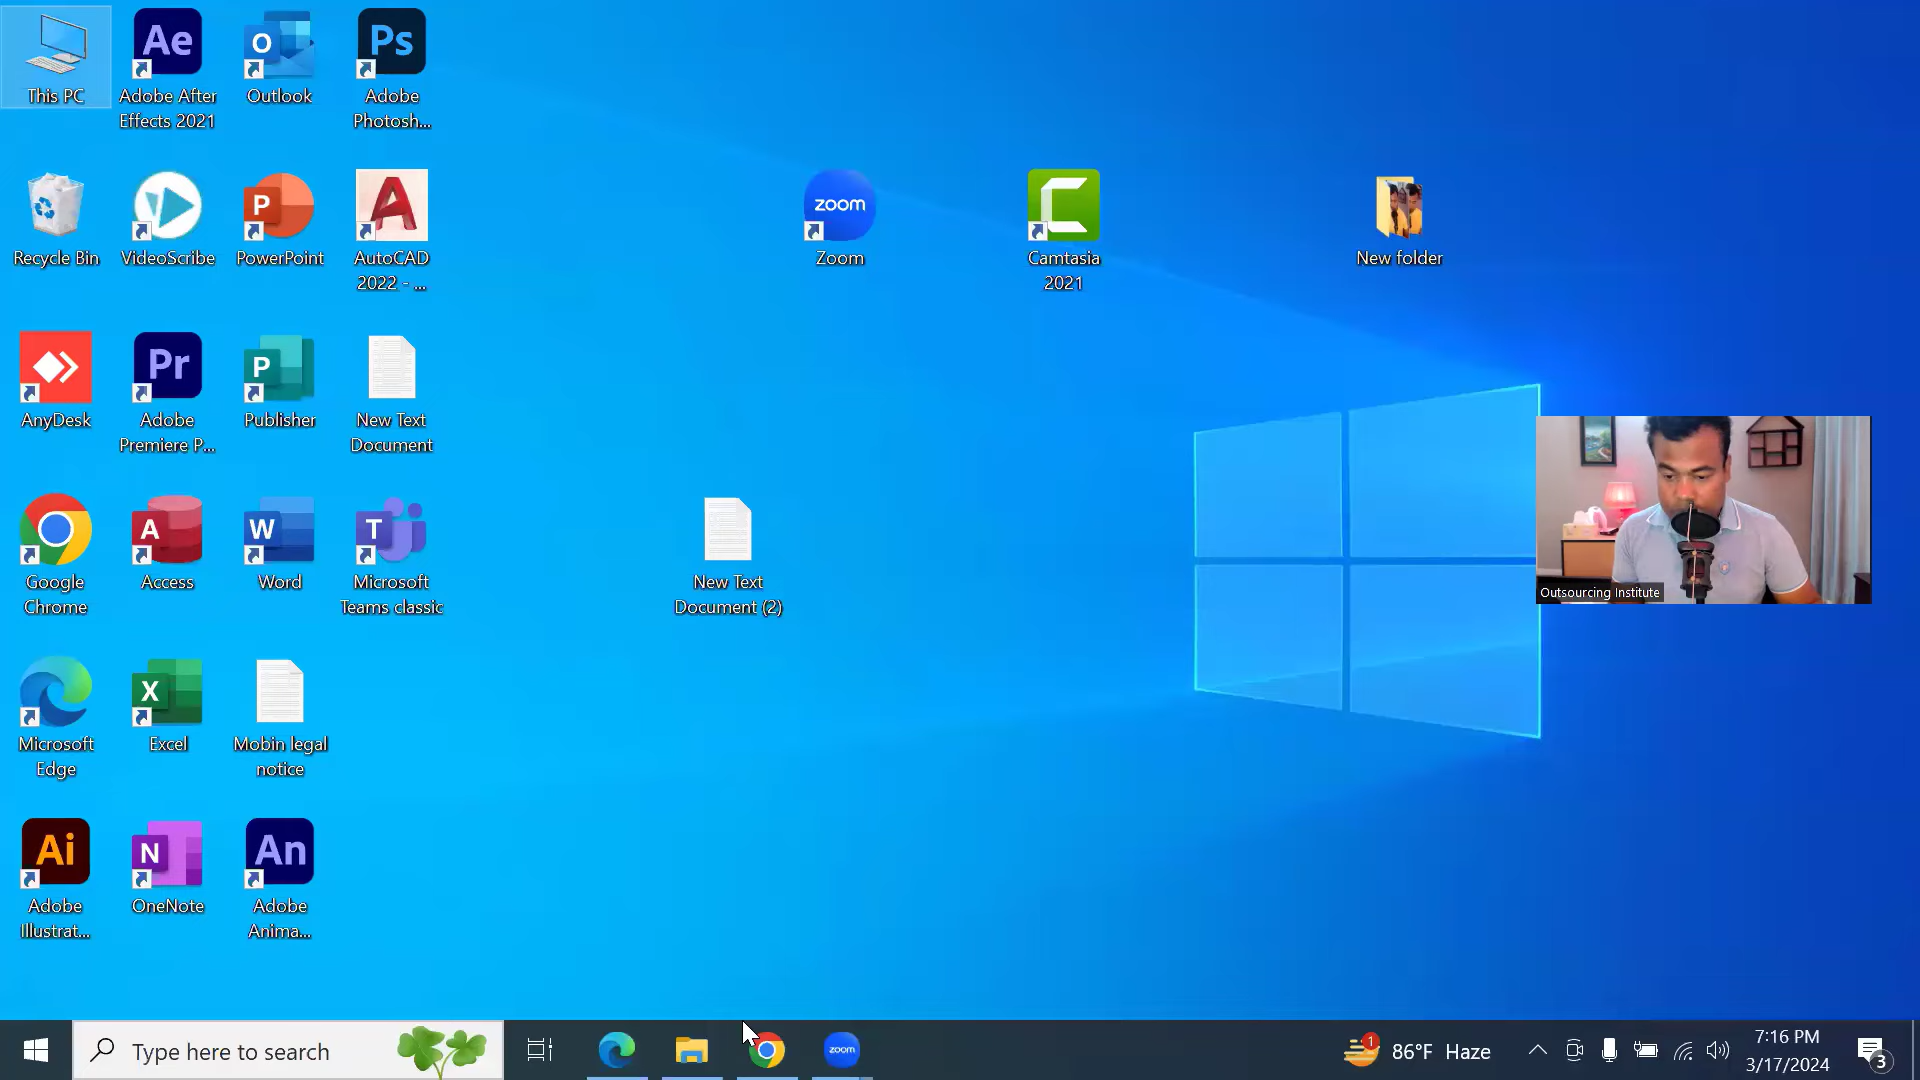 Ae
O
Ps
This PC
Adobe After
Effects 2021
Outlook
Adobe
Photosh...
P
A
zoom
C
Recycle Bin
VideoScribe
PowerPoint
AutoCAD
2022 - ...
Zoom
Camtasia
2021
New folder
Pr
P
AnyDesk
Adobe
Premiere P...
Publisher
New Text
Document
A
W
T
Google
Chrome
Access
Word
Microsoft
Teams classic
New Text
Document (2)
Outsourcing Institute
X
Microsoft
Edge
Excel
Mobin legal
notice
Ai
N
An
Adobe
Illustrat...
OneNote
Adobe
Anima...
Type here to search
zoom
1
86°F Haze
7:16 PM
3/17/2024
3